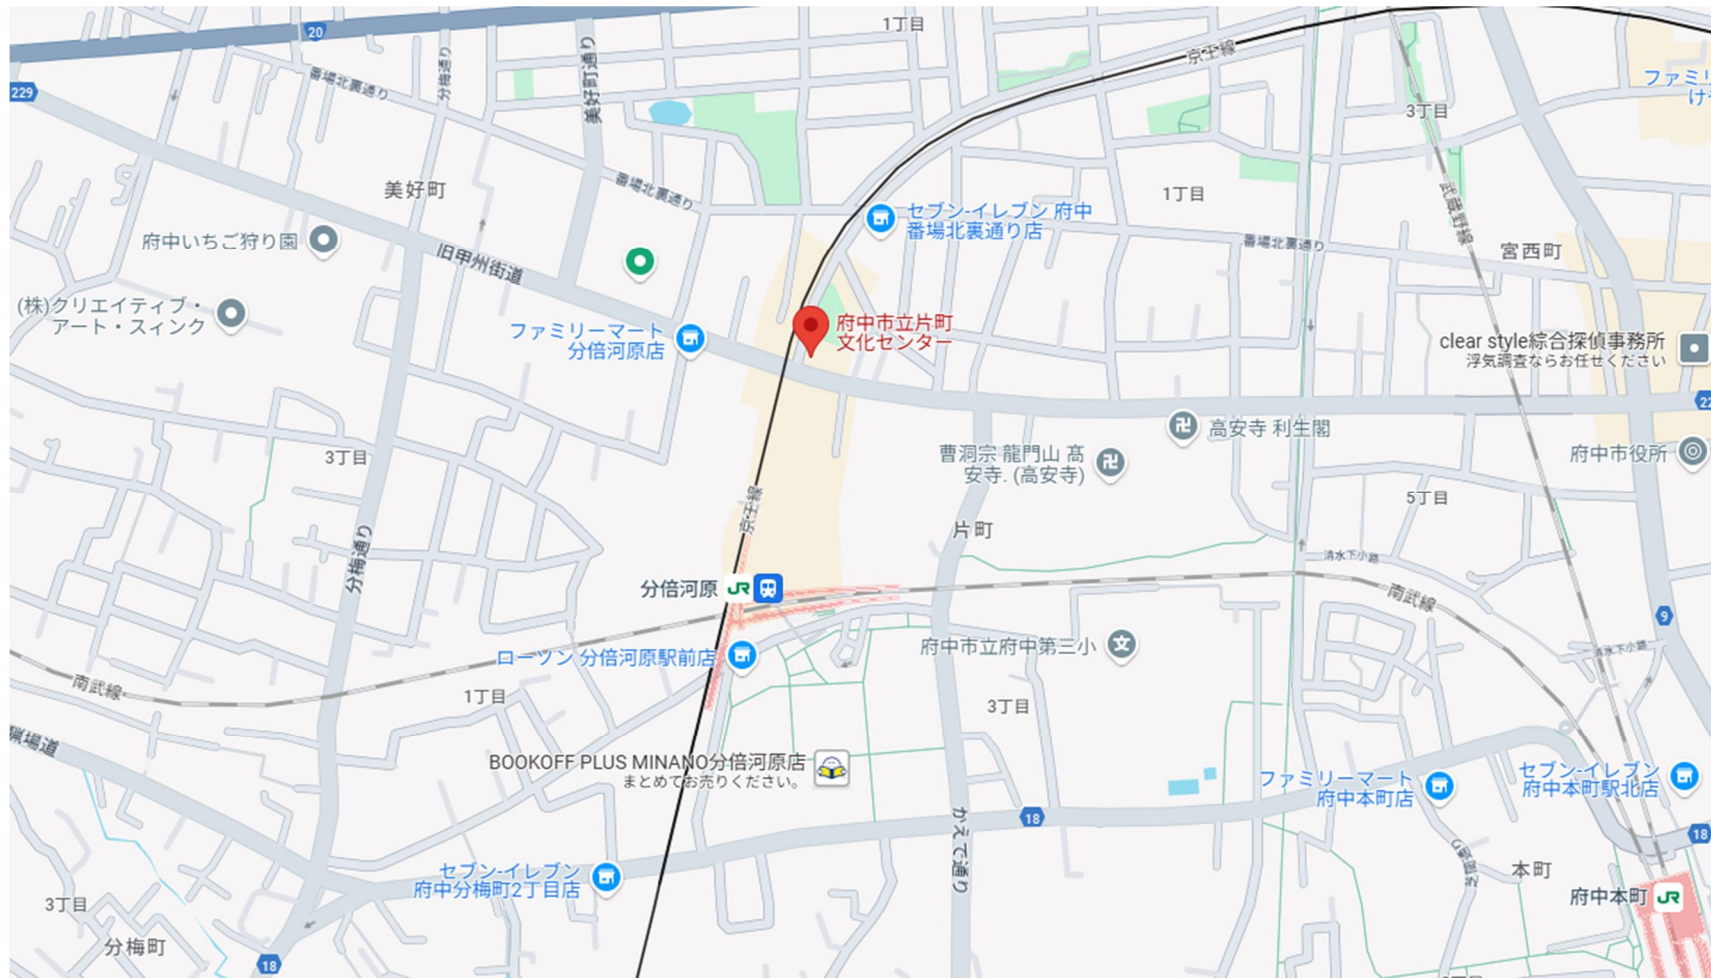 20
1丁目
京王線
229
番場北裏通り
分梅通り
美好町通り
ファミリ
けや
3丁目
美好町
番場北裏通り
1丁目
武蔵野線
セブン-イレブン 府中
番場北裏通り店
府中いちご狩り園
旧甲州街道
番場北裏通り
宮西町
(株)クリエイティブ・
アート・スィンク
ファミリーマート
分倍河原店
府中市立片町
文化センター
clear style綜合探偵事務所
浮気調査ならお任せください
22
高安寺 利生閣
3丁目
曹洞宗 龍門山 髙
安寺. (高安寺)
府中市役所
5丁目
京王線
片町
分梅通り
清水下小路
分倍河原
JR
南武線
9
府中市立府中第三小
文
清水下小路
ローソン 分倍河原駅前店
南武線
1丁目
3丁目
猟場道
BOOKOFF PLUS MINANO分倍河原店
まとめてお売りください。
ファミリーマート
府中本町店
セブン-イレブン
府中本町駅北店
18
18
かえで通り
セブン-イレブン
府中分梅町2丁目店
本町
府中本町
JR
3丁目
分梅町
18